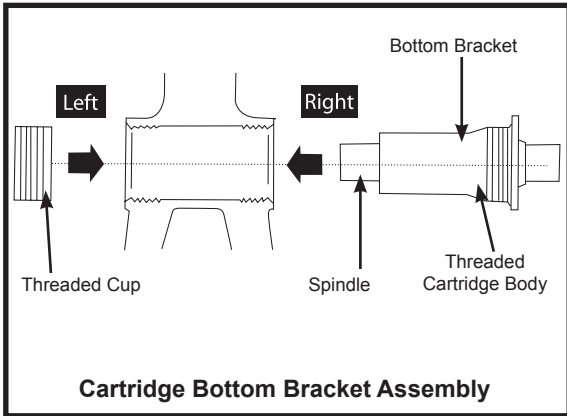 Bottom Bracket
Left
Right
Threaded Cup
Spindle
Threaded
Cartridge Body
Cartridge Bottom Bracket Assembly